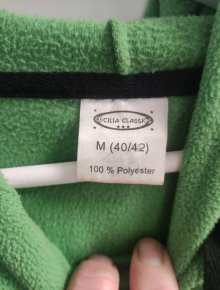 CECILIA CLASSICS
M (40/42)
100 % Polyester